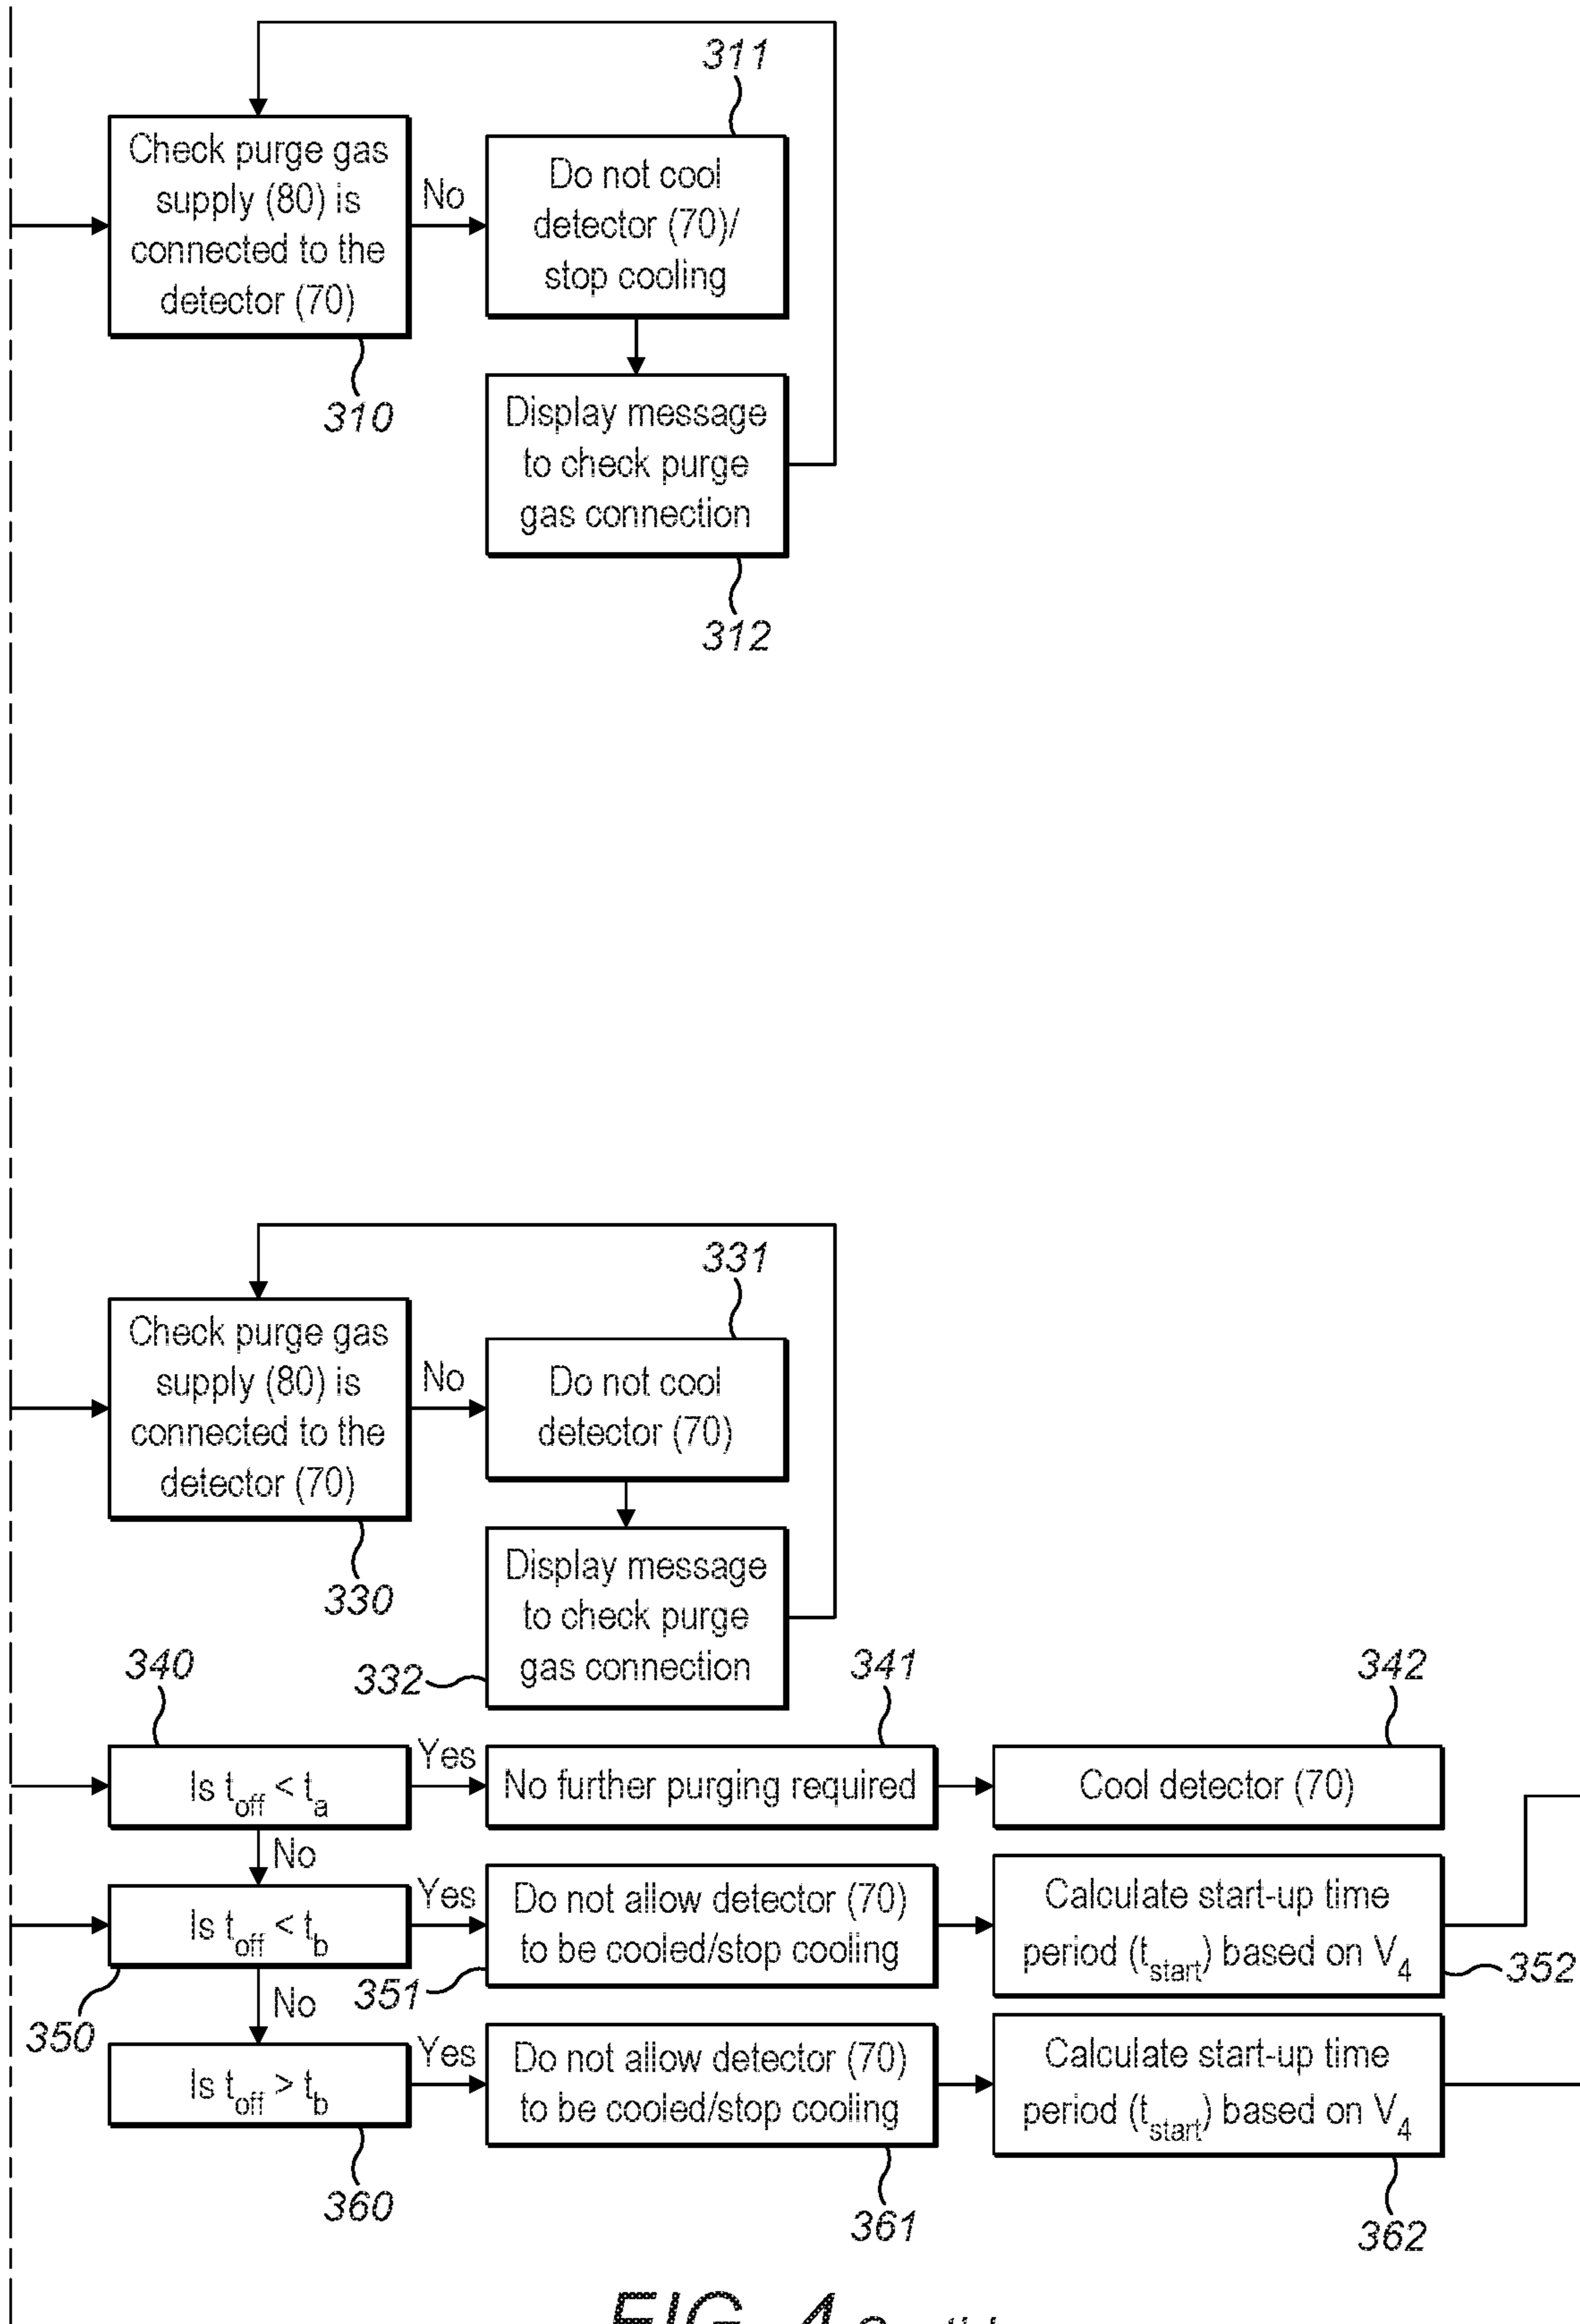 311
Check purge gas
supply (80) is
connected to the
detector (70)
No
Do not cool
detector (70)/
stop cooling
310
Display message
to check purge
gas connection
312
331
Check purge gas
supply (80) is
connected to the
detector (70)
No
Do not cool
detector (70)
330
Display message
to check purge
gas connection
332
340
341
342
Is t_off < t_a
Yes
No further purging required
Cool detector (70)
No
Is t_off < t_b
Yes
Do not allow detector (70)
to be cooled/stop cooling
Calculate start-up time
period (t_start) based on V_4
350
351
352
No
Is t_off > t_b
Yes
Do not allow detector (70)
to be cooled/stop cooling
Calculate start-up time
period (t_start) based on V_4
360
361
362
FIG. 4